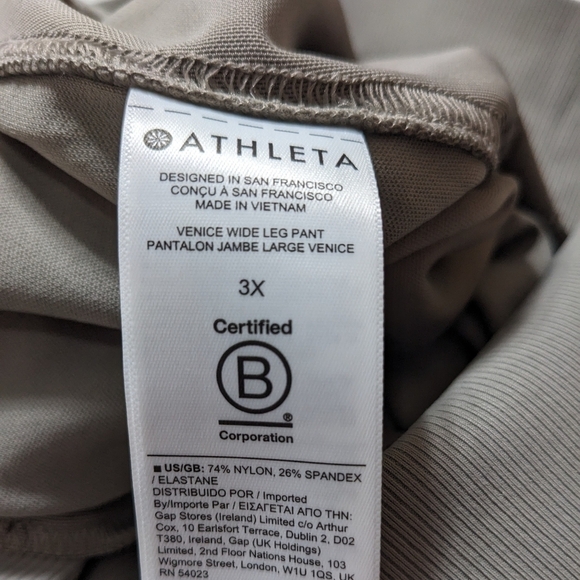 ATHLETA
DESIGNED IN SAN FRANCISCO
CONÇU À SAN FRANCISCO
MADE IN VIETNAM
VENICE WIDE LEG PANT
PANTALON JAMBE LARGE VENICE
3X
Certified
B
®
Corporation
■ US/GB: 74% NYLON, 26% SPANDEX
/ ELASTANE
DISTRIBUIDO POR / Imported
By/Importe Par / ΕΙΣΑΓΕΤΑΙ ΑΠΟ ΤΗΝ:
Gap Stores (Ireland) Limited c/o Arthur
Cox, 10 Earlsfort Terrace, Dublin 2, D02
T380, Ireland, Gap (UK Holdings)
Limited, 2nd Floor Nations House, 103
Wigmore Street, London, W1U 1QS, UK
RN 54023